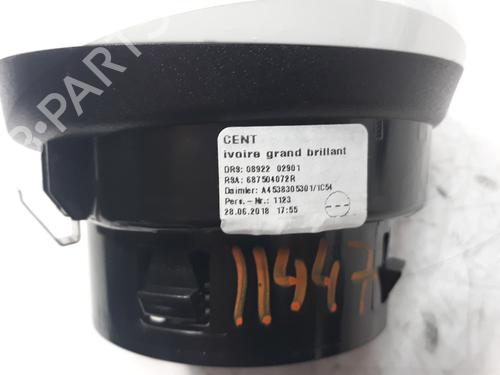 B-PARTS
CENT
ivoire grand brillant
DRS: 08922 02901
RSA: 687504072R
Daimler: A4538305301/1C54
Pers.-Nr.: 1123
28.06.2018 17:55
11447